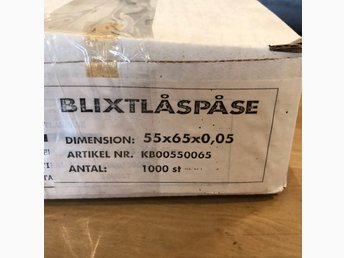 BLIXTLÅSPÅSE
DIMENSION: 55x65x0,05
ARTIKEL NR. KB00550065
ANTAL: 1000 st